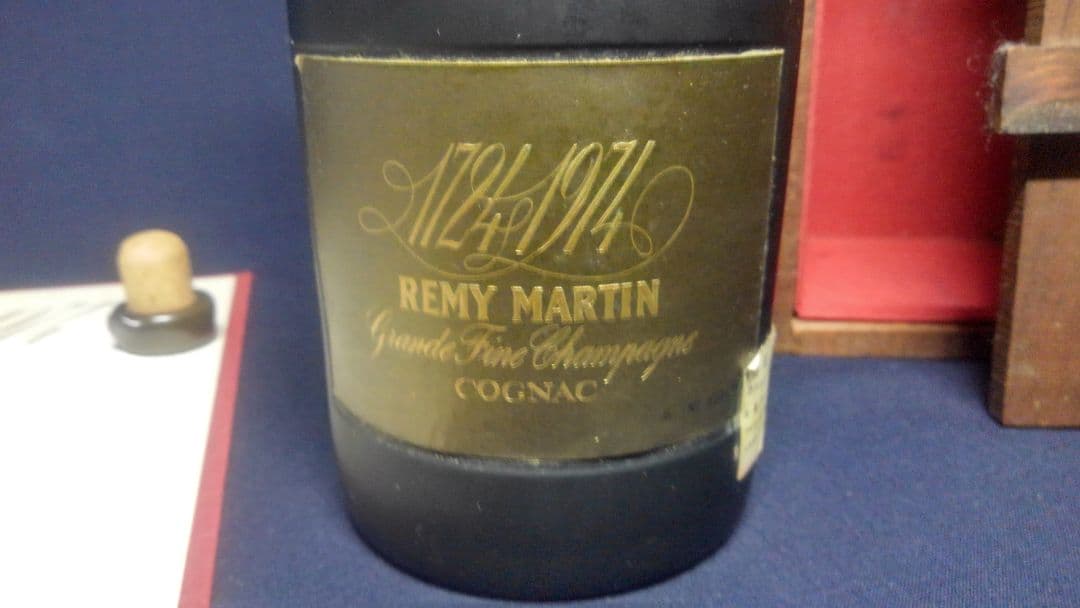 1724 1974
REMY MARTIN
Grande Fine Champagne
COGNAC